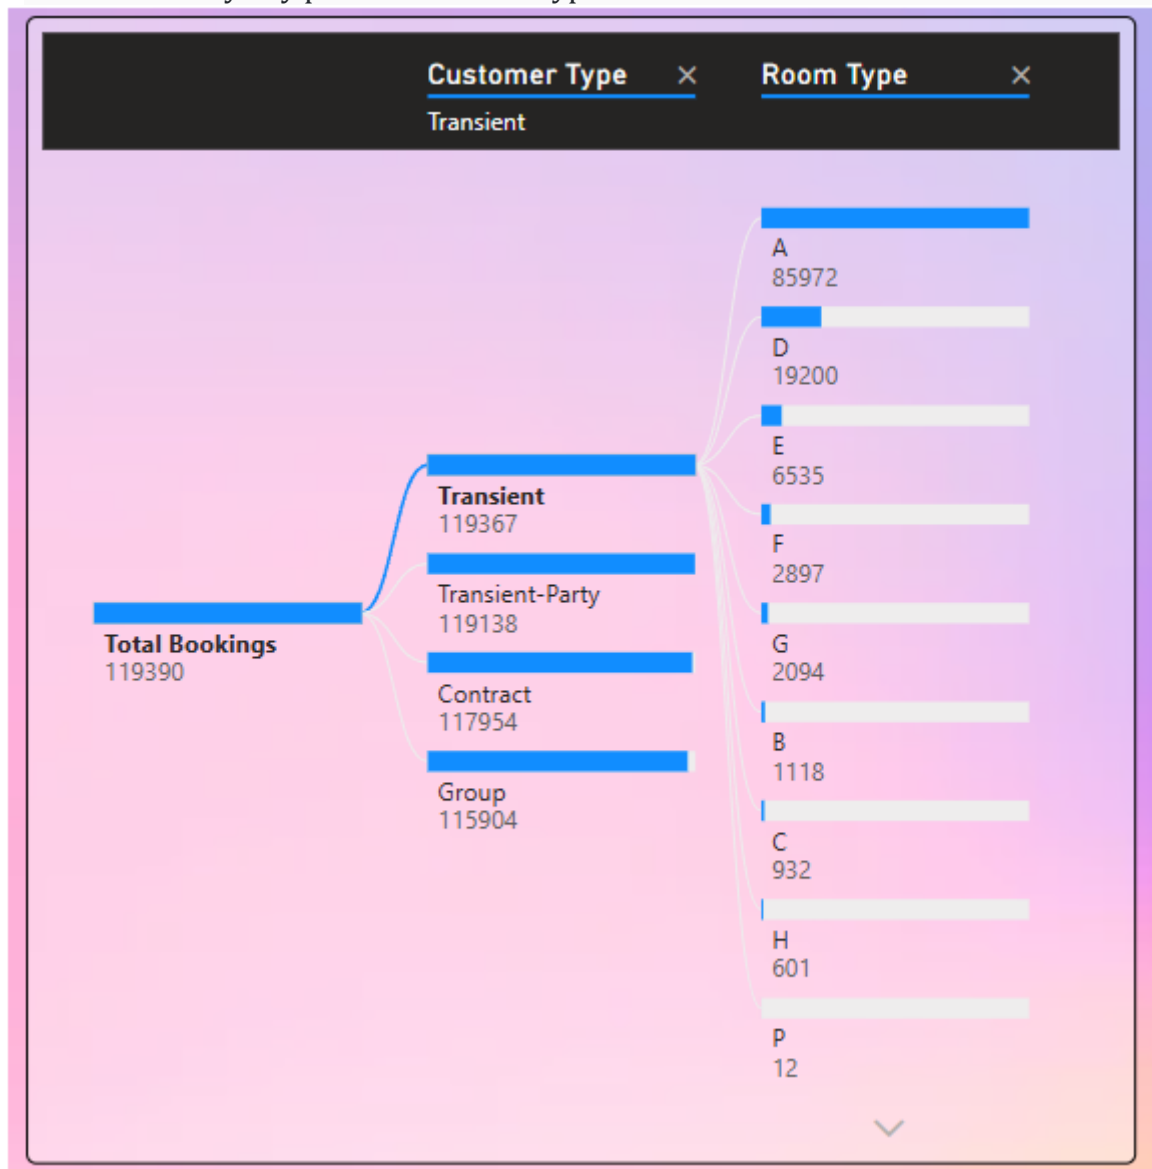 Customer Type
Room Type
Transient
A
85972
D
19200
E
6535
Transient
119367
F
2897
Transient-Party
119138
Total Bookings
119390
G
2094
Contract
117954
B
1118
Group
115904
C
932
H
601
P
12